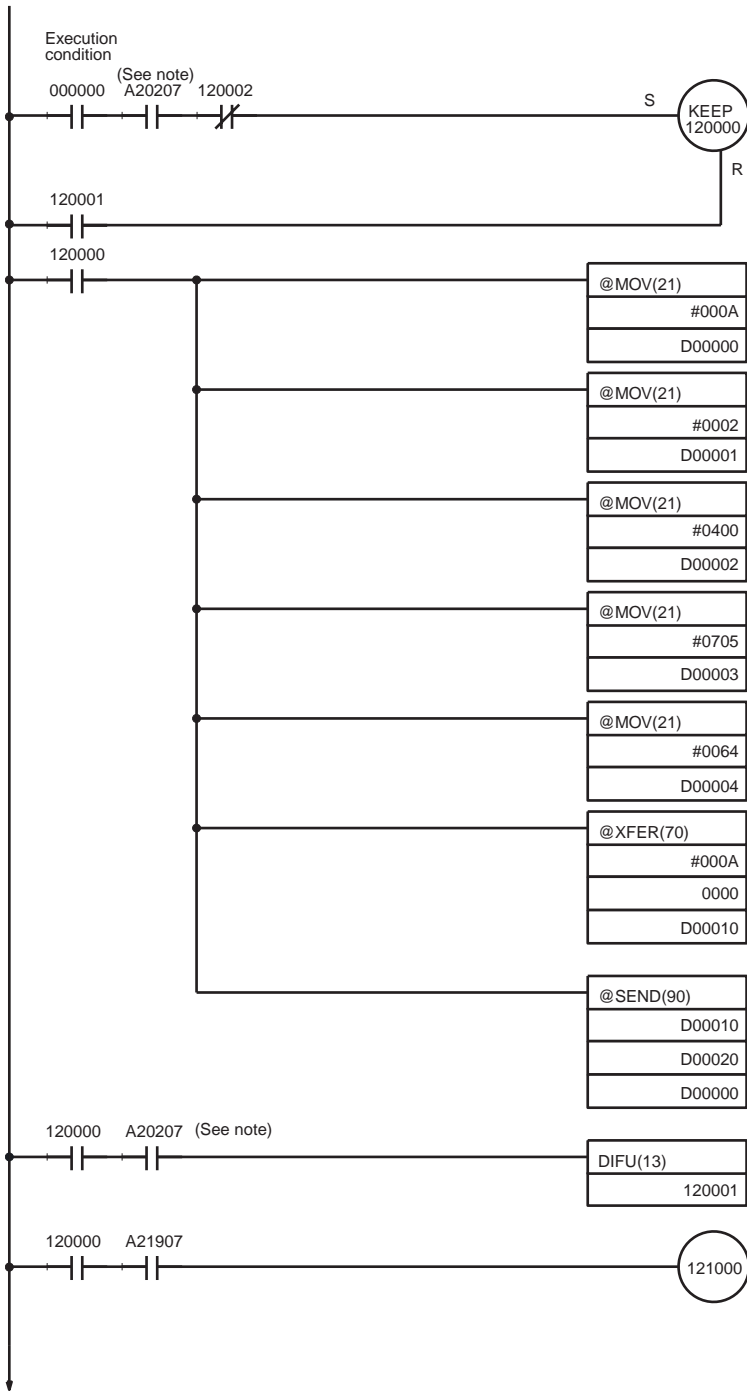 Execution
condition
(See note)
000000 A20207 120002
S
KEEP
120000
R
120001
120000
@MOV(21)
#000A
D00000
@MOV(21)
#0002
D00001
@MOV(21)
#0400
D00002
@MOV(21)
#0705
D00003
@MOV(21)
#0064
D00004
@XFER(70)
#000A
0000
D00010
@SEND(90)
D00010
D00020
D00000
120000 A20207 (See note)
DIFU(13)
120001
120000 A21907
121000